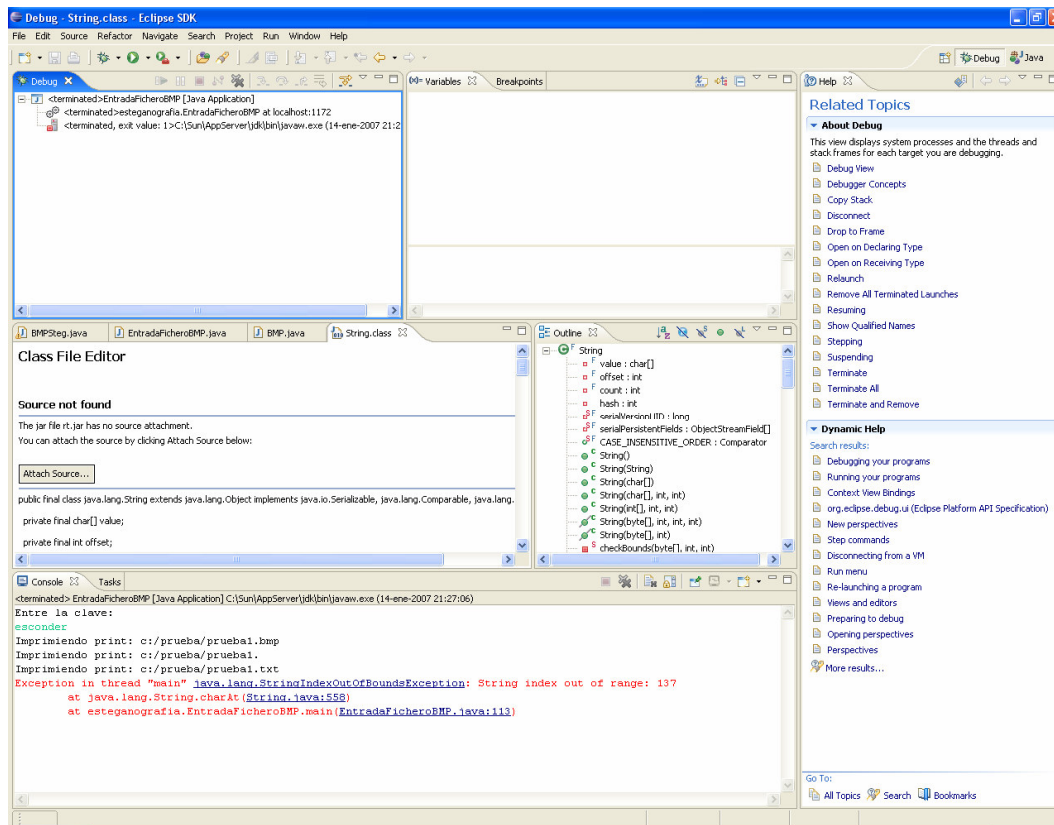 Debug - String.class - Eclipse SDK
File Edit Source Refactor Navigate Search Project Run Window Help
Debug Java
Debug
<terminated>EntradaFicheroBMP [Java Application]
<terminated>esteganografia.EntradaFicheroBMP at localhost:1172
<terminated, exit value: 1>C:\Sun\AppServer\jdk\bin\javaw.exe (14-ene-2007 21:2
(x)= Variables Breakpoints
Help
Related Topics
About Debug
This view displays system processes and the threads and
stack frames for each target you are debugging.
Debug View
Debugger Concepts
Copy Stack
Disconnect
Drop to Frame
Open on Declaring Type
Open on Receiving Type
Relaunch
Remove All Terminated Launches
Resuming
Show Qualified Names
Stepping
Suspending
Terminate
Terminate All
Terminate and Remove
Dynamic Help
Search results:
Debugging your programs
Running your programs
Context View Bindings
org.eclipse.debug.ui (Eclipse Platform API Specification)
New perspectives
Step commands
Disconnecting from a VM
Run menu
Re-launching a program
Views and editors
Preparing to debug
Opening perspectives
Perspectives
More results...
Go To:
All Topics Search Bookmarks
BMPSteg.java EntradaFicheroBMP.java BMP.java String.class
Class File Editor
Source not found
The jar file rt.jar has no source attachment.
You can attach the source by clicking Attach Source below:
Attach Source...
public final class java.lang.String extends java.lang.Object implements java.io.Serializable, java.lang.Comparable, java.lang.
private final char[] value;
private final int offset;
Outline
String
value : char[]
offset : int
count : int
hash : int
serialVersionUID : long
serialPersistentFields : ObjectStreamField[]
CASE_INSENSITIVE_ORDER : Comparator
String()
String(String)
String(char[])
String(char[], int, int)
String(int[], int, int)
String(byte[], int, int, int)
String(byte[], int)
checkBounds(byte[], int, int)
Console Tasks
<terminated> EntradaFicheroBMP [Java Application] C:\Sun\AppServer\jdk\bin\javaw.exe (14-ene-2007 21:27:06)
Entre la clave:
esconder
Imprimiendo print: c:/prueba/prueba1.bmp
Imprimiendo print: c:/prueba/prueba1.
Imprimiendo print: c:/prueba/prueba1.txt
Exception in thread "main" java.lang.StringIndexOutOfBoundsException: String index out of range: 137
at java.lang.String.charAt(String.java:558)
at esteganografia.EntradaFicheroBMP.main(EntradaFicheroBMP.java:113)